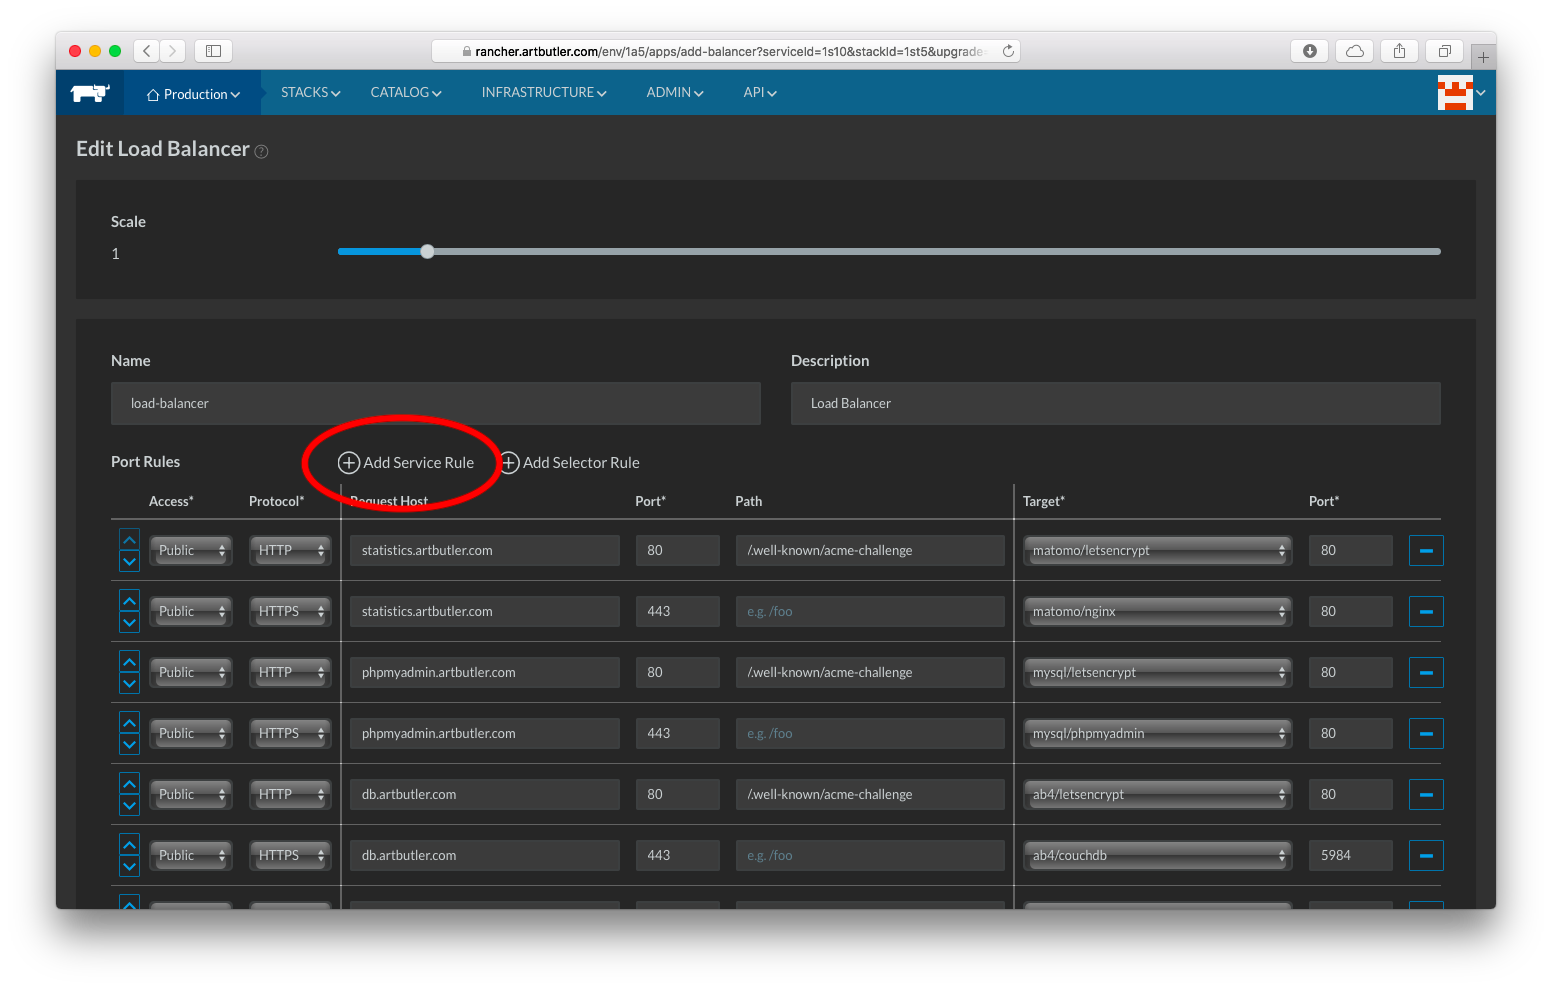 rancher.artbutler.com/env/1a5/apps/add-balancer?serviceId=1s10&stackId=1st5&upgrade
Production STACKS CATALOG INFRASTRUCTURE ADMIN API
Edit Load Balancer ?
Scale
1
Name Description
load-balancer Load Balancer
Port Rules Add Service Rule Add Selector Rule
Access* Protocol* Request Host Port* Path Target* Port*
Public HTTP statistics.artbutler.com 80 /.well-known/acme-challenge matomo/letsencrypt 80
Public HTTPS statistics.artbutler.com 443 e.g. /foo matomo/nginx 80
Public HTTP phpmyadmin.artbutler.com 80 /.well-known/acme-challenge mysql/letsencrypt 80
Public HTTPS phpmyadmin.artbutler.com 443 e.g. /foo mysql/phpmyadmin 80
Public HTTP db.artbutler.com 80 /.well-known/acme-challenge ab4/letsencrypt 80
Public HTTPS db.artbutler.com 443 e.g. /foo ab4/couchdb 5984